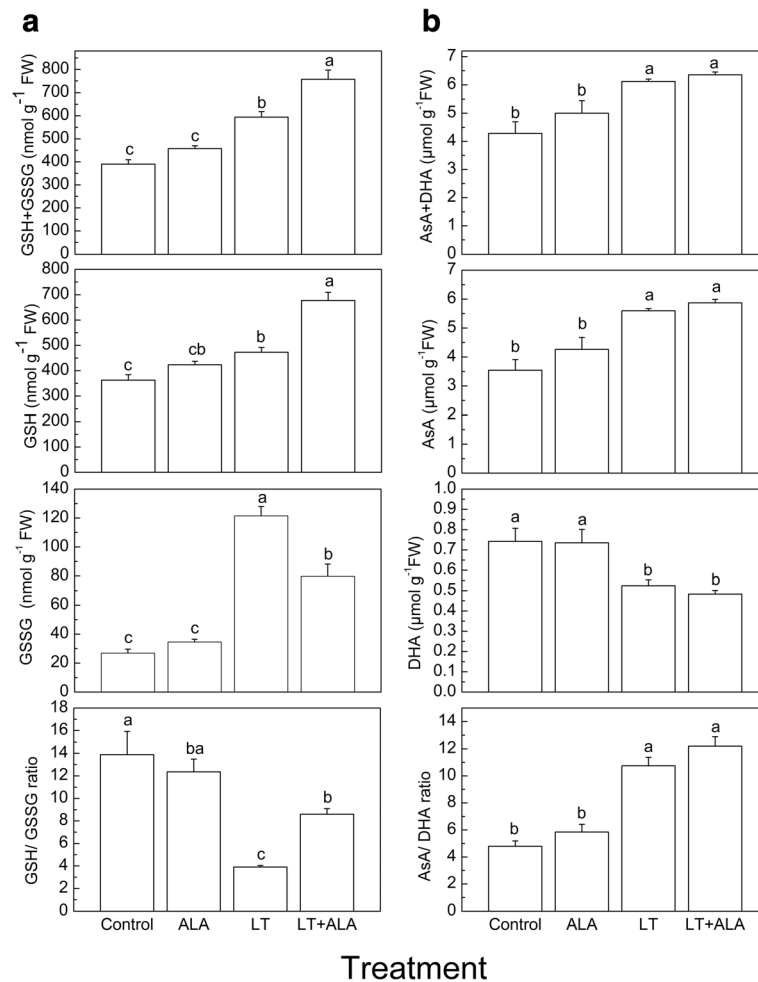 a
GSH+GSSG (nmol g⁻¹ FW)
800
700
600
500
400
300
200
100
0
c
c
b
a
GSH (nmol g⁻¹ FW)
800
700
600
500
400
300
200
100
0
c
cb
b
a
GSSG (nmol g⁻¹ FW)
140
120
100
80
60
40
20
0
c
c
a
b
GSH/ GSSG ratio
18
16
14
12
10
8
6
4
2
0
a
ba
c
b
Control ALA LT LT+ALA
b
AsA+DHA (μmol g⁻¹FW)
7
6
5
4
3
2
1
0
b
b
a
a
AsA (μmol g⁻¹FW)
7
6
5
4
3
2
1
0
b
b
a
a
DHA (μmol g⁻¹FW)
1.0
0.9
0.8
0.7
0.6
0.5
0.4
0.3
0.2
0.1
0.0
a
a
b
b
AsA/ DHA ratio
14
12
10
8
6
4
2
0
b
b
a
a
Control ALA LT LT+ALA
Treatment